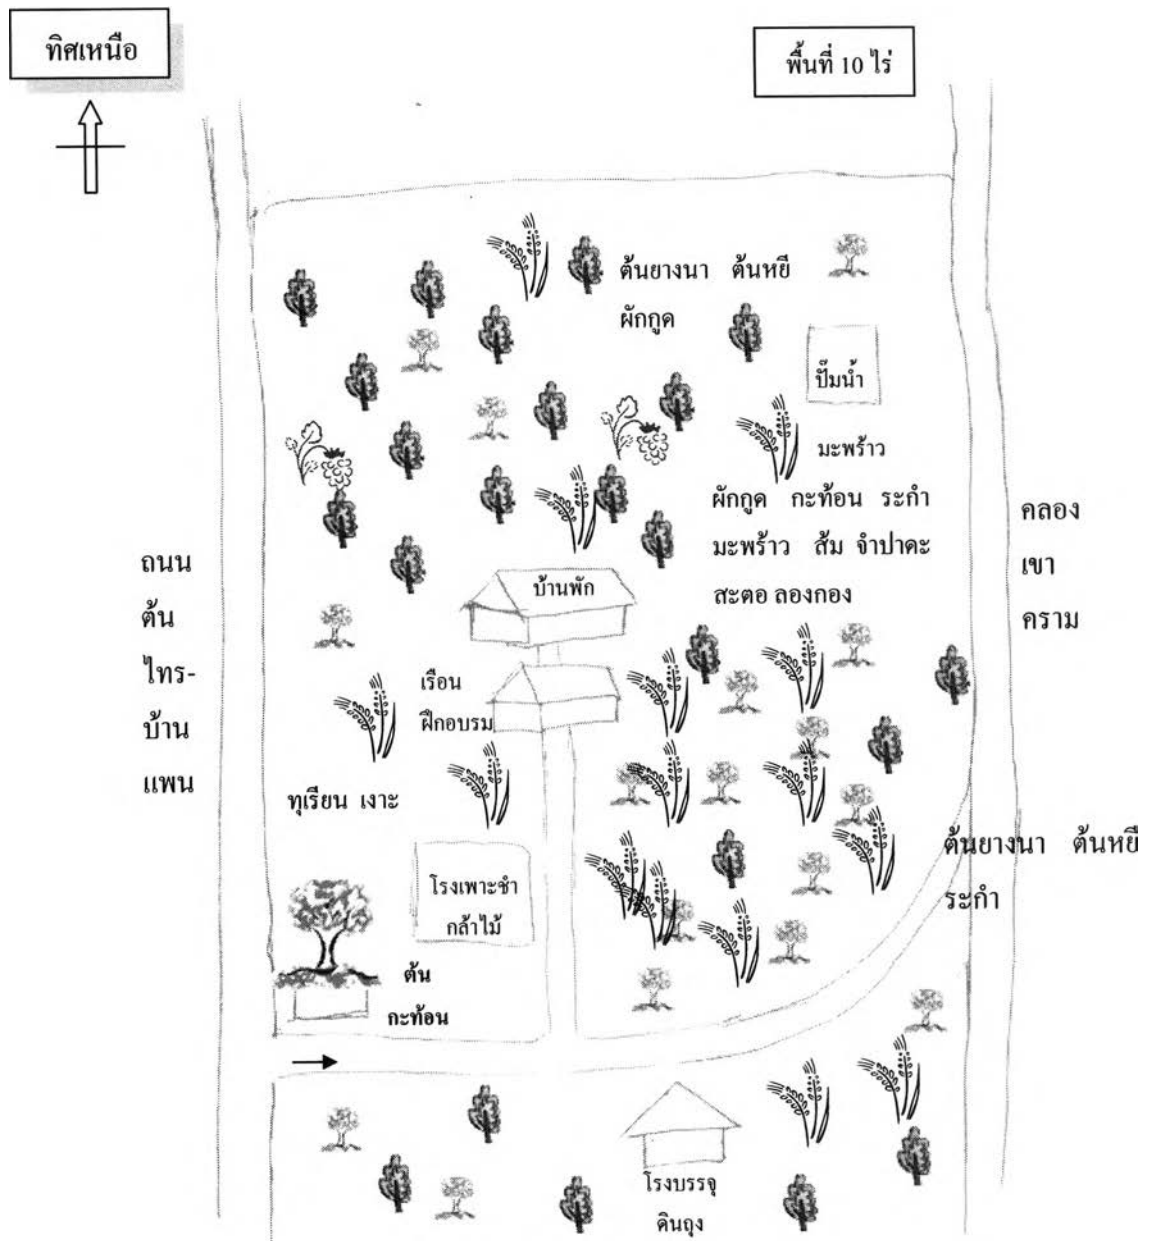 ทิศเหนือ
พื้นที่ 10 ไร่
ต้นยางนา ต้นหยี
ผักกูด
ปั๊มน้ำ
มะพร้าว
ผักกูด กะท้อน ระกำ
มะพร้าว ส้ม จำปาดะ
สะตอ ลองกอง
คลอง
เขา
คราม
ถนน
ต้น
ไทร-
บ้าน
แพน
บ้านพัก
เรือน
ฝึกอบรม
ทุเรียน เงาะ
โรงเพาะชำ
กล้าไม้
ต้น
กะท้อน
ต้นยางนา ต้นหยี
ระกำ
โรงบรรจุ
ดินถุง